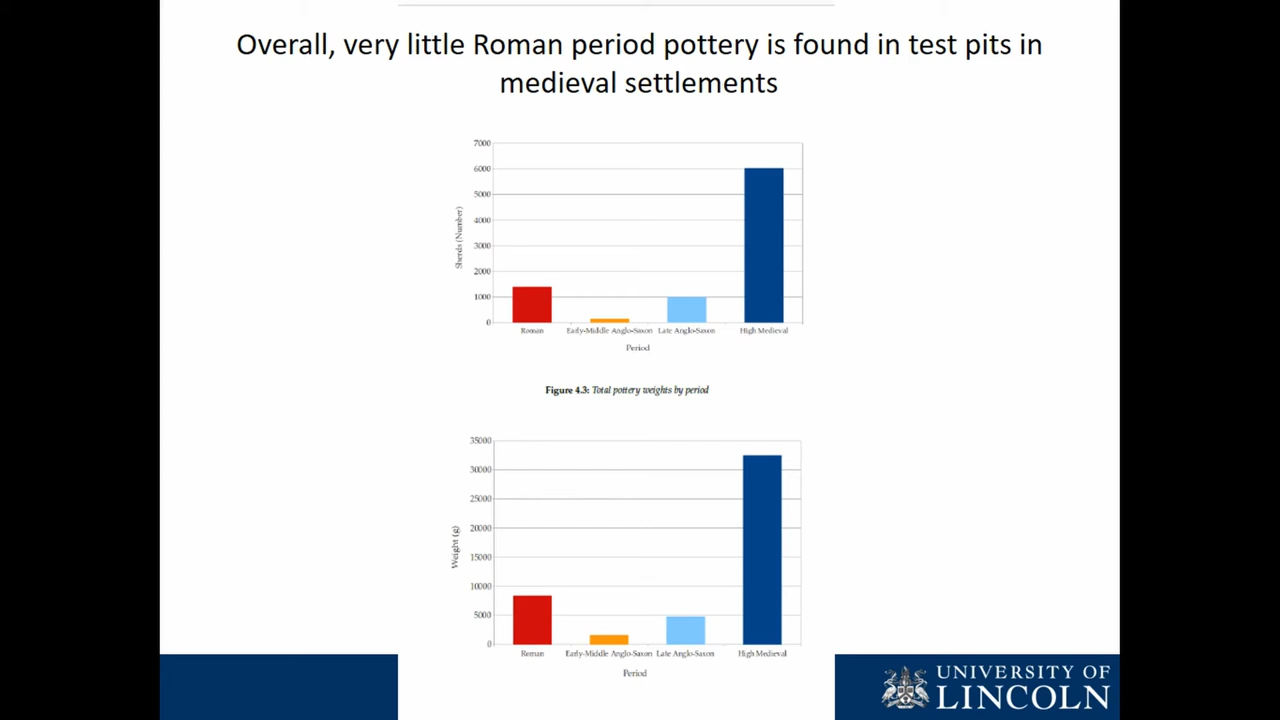 Overall, very little Roman period pottery is found in test pits in
medieval settlements
7000
6000
5000
4000
3000
2000
1000
0
Sherds (Number)
Roman Early-Middle Anglo-Saxon Late Anglo-Saxon High Medieval
Period
Figure 4.3: Total pottery weights by period
35000
30000
25000
20000
15000
10000
5000
0
Weight (g)
Roman Early-Middle Anglo-Saxon Late Anglo-Saxon High Medieval
Period
UNIVERSITY OF
LINCOLN